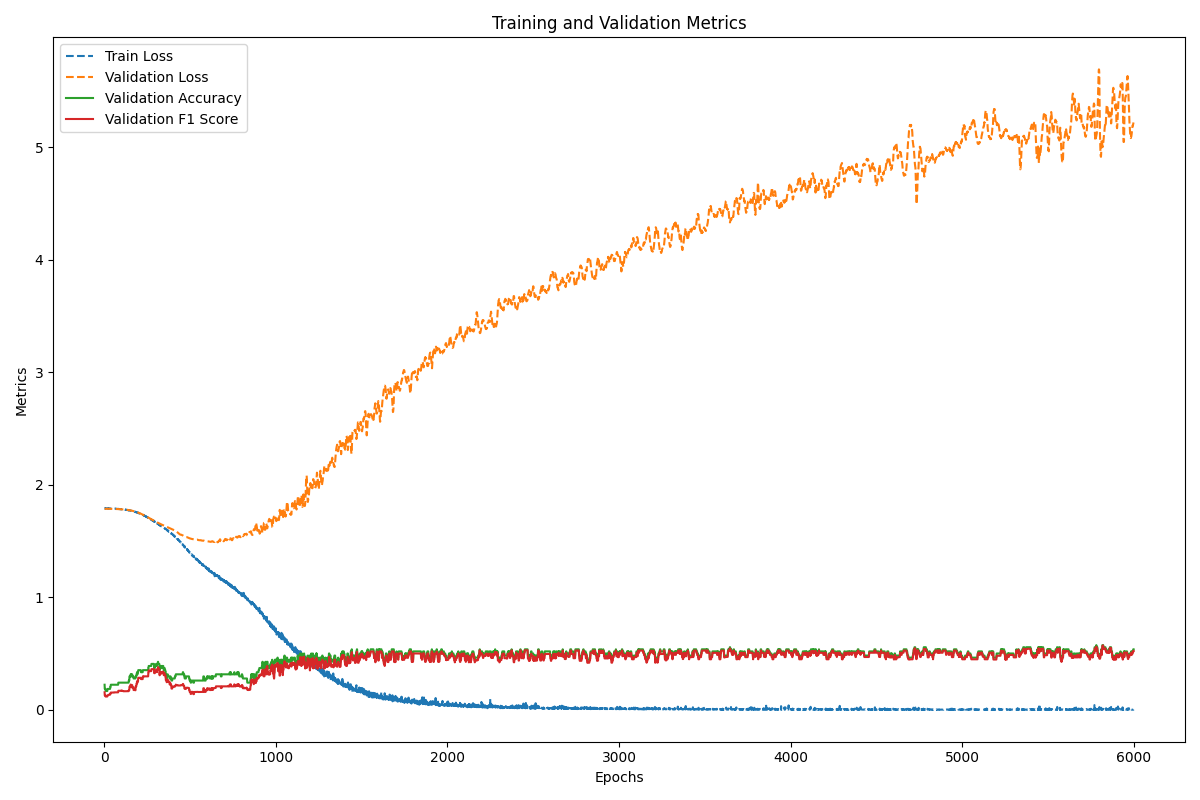 Training and Validation Metrics
Train Loss
Validation Loss
Validation Accuracy
Validation F1 Score
Metrics
5
4
3
2
1
0
0 1000 2000 3000 4000 5000 6000
Epochs